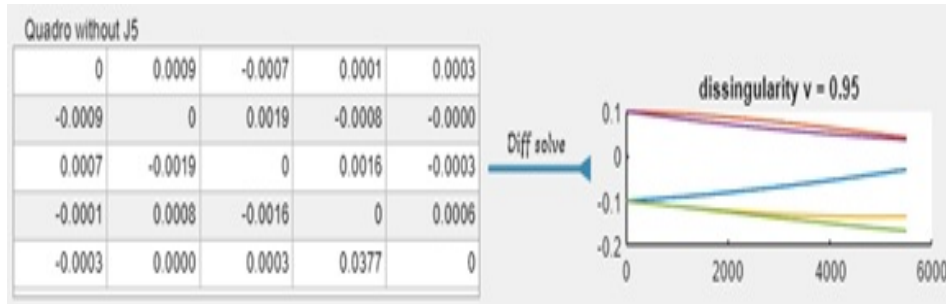 Quadro without J5
0 0.0009 -0.0007 0.0001 0.0003
-0.0009 0 0.0019 -0.0008 -0.0000
0.0007 -0.0019 0 0.0016 -0.0003
-0.0001 0.0008 -0.0016 0 0.0006
-0.0003 0.0000 0.0003 0.0377 0
Diff solve
dissingularity v = 0.95
0.1
0
-0.1
-0.2
0 2000 4000 6000